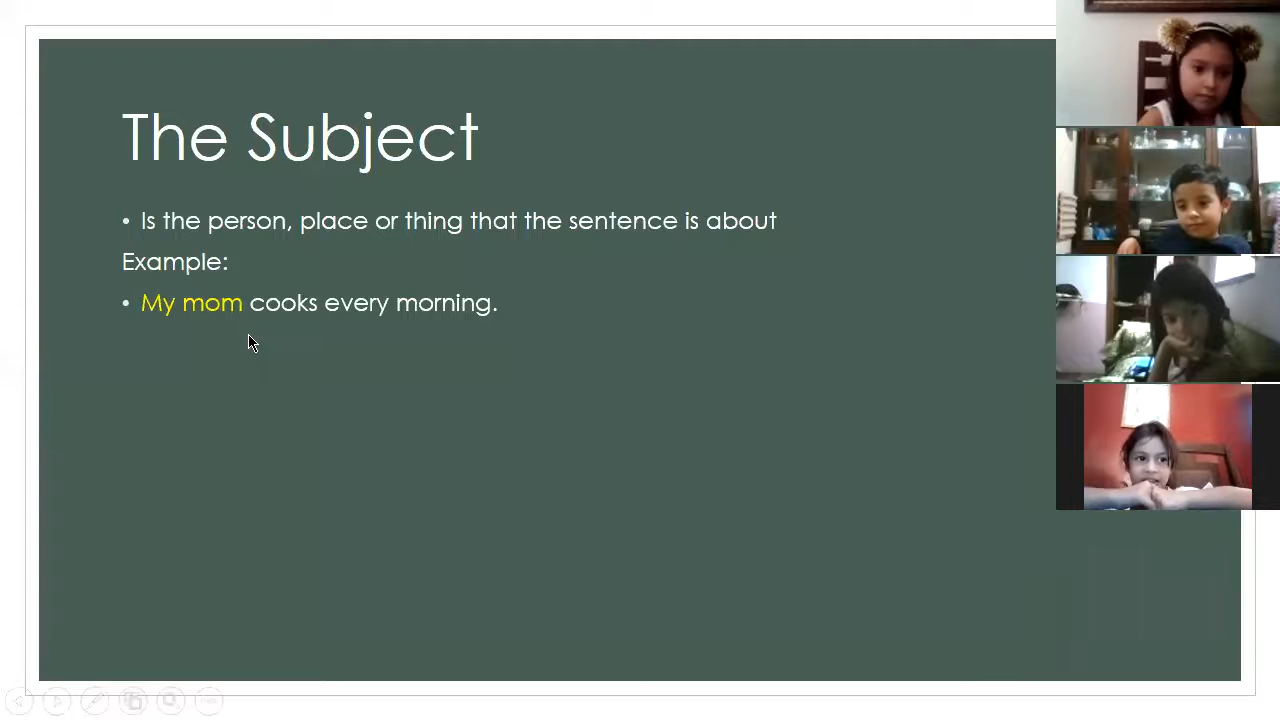 The Subject
• Is the person, place or thing that the sentence is about
Example:
• My mom cooks every morning.